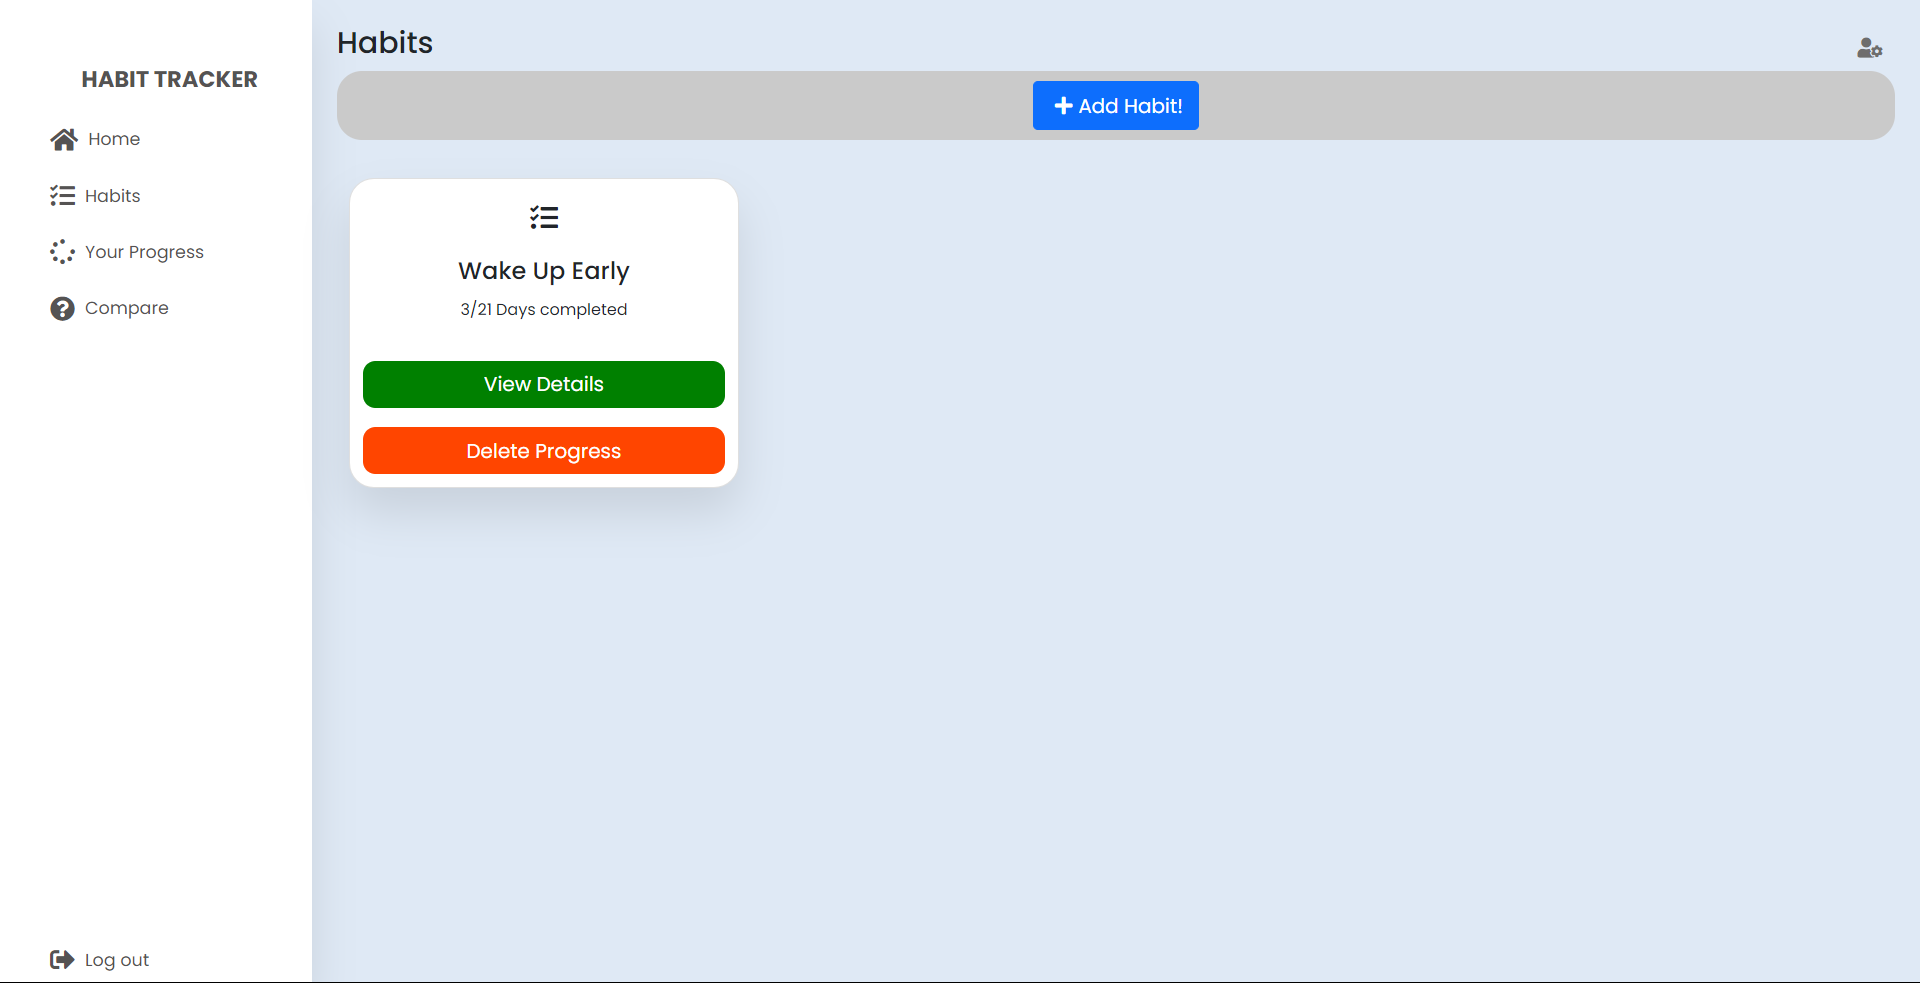 HABIT TRACKER
Home
Habits
Your Progress
Compare
Log out
Habits
Add Habit!
Wake Up Early
3/21 Days completed
View Details
Delete Progress